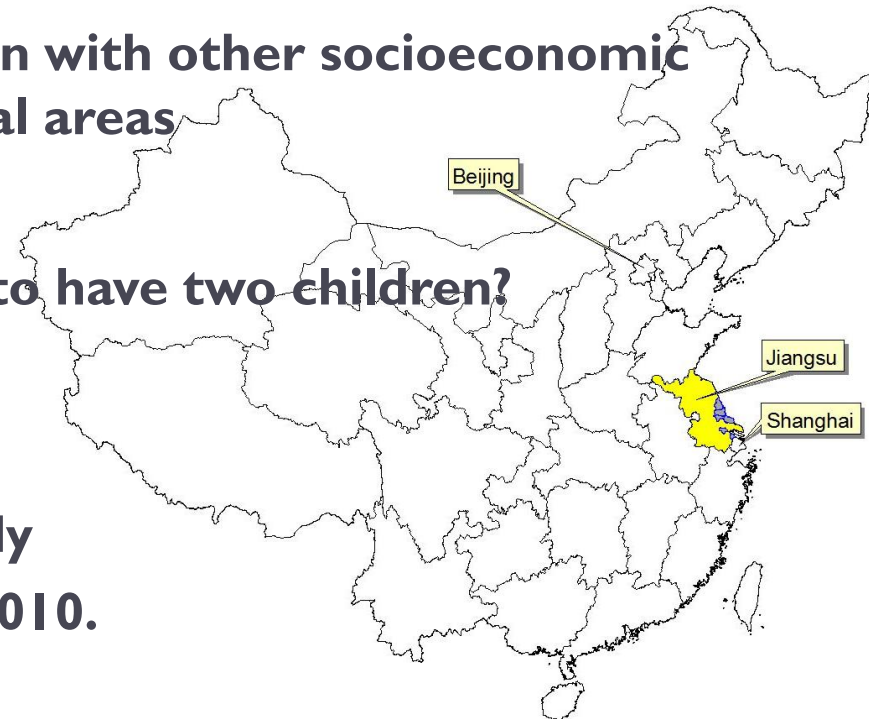 n with other socioeconomic
al areas
Beijing
to have two children?
Jiangsu
Shanghai
ly
010.